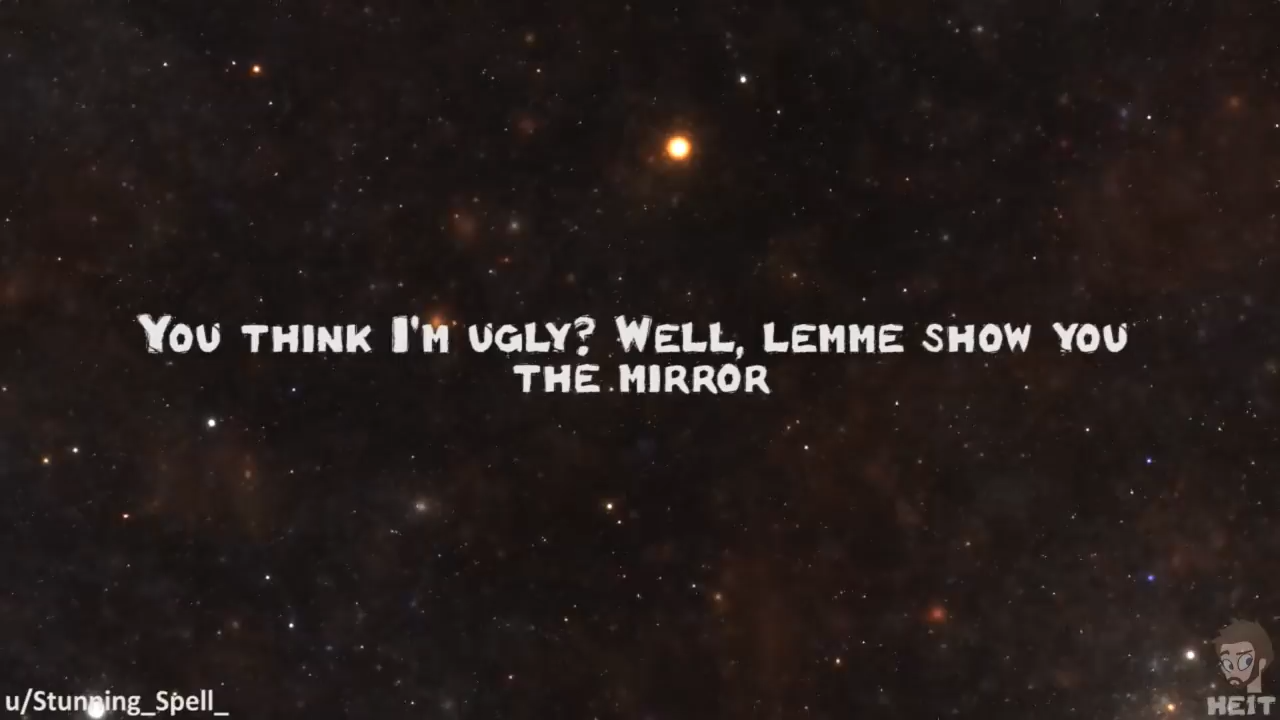 You think I'm ugly? Well, lemme show you
the mirror
u/Stunning_Spell_
HEIT